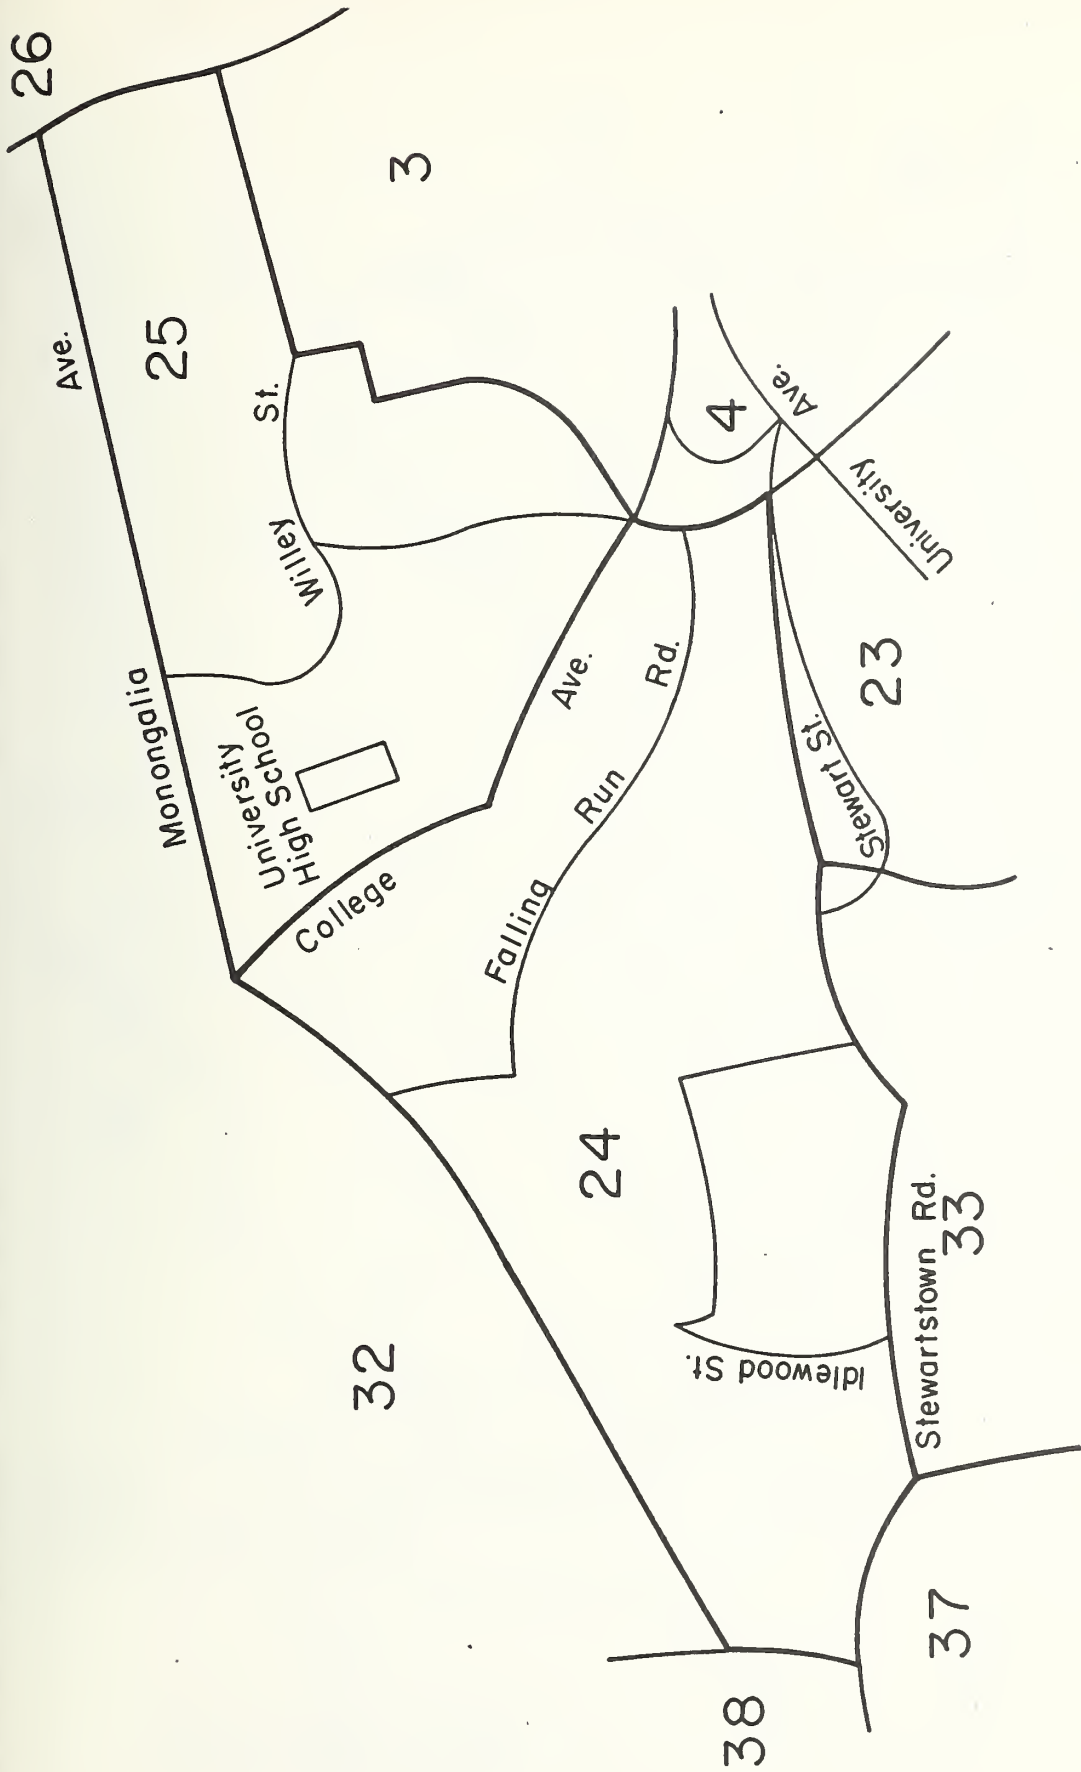 26
Monongalia Ave.
25
University
High School
Willey St.
College Ave.
32
3
Falling Run Rd.
24
4
38
Idlewood St.
Stewart St.
University Ave.
23
Stewartstown Rd.
33
37